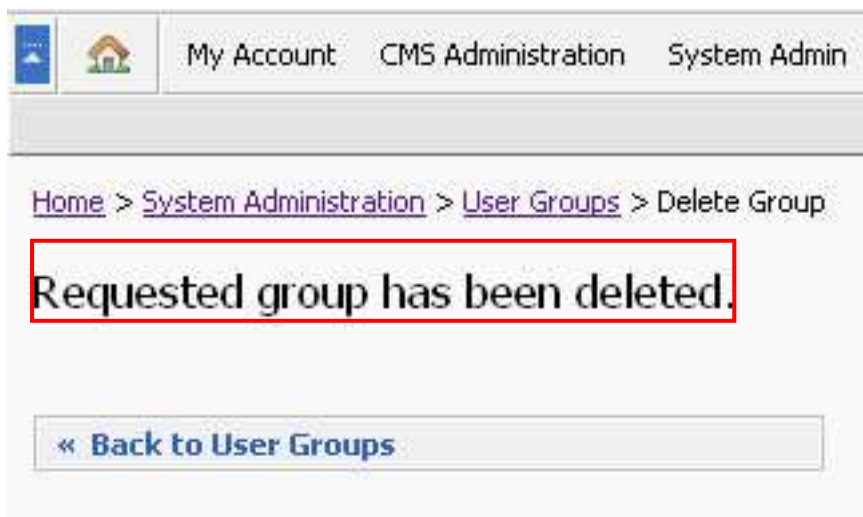 My Account CMS Administration System Admin
Home > System Administration > User Groups > Delete Group
Requested group has been deleted.
« Back to User Groups